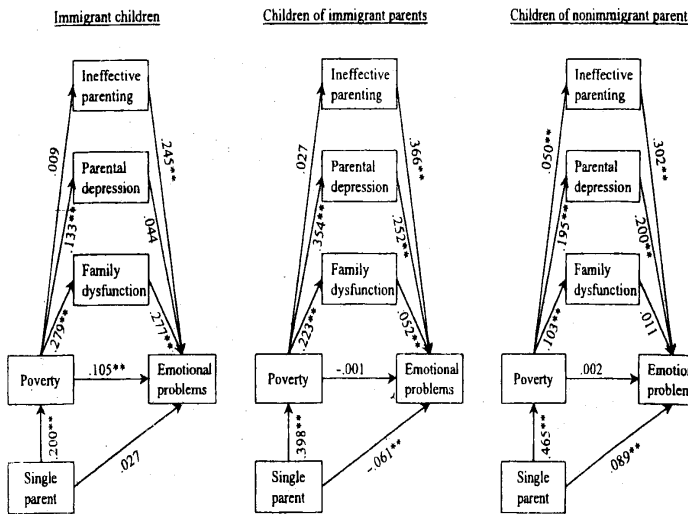 Immigrant children
Ineffective
parenting
.009
.245**
Parental
depression
.133**
.044
Family
dysfunction
.279**
.277**
Poverty
.105**
Emotional
problems
.200**
.027
Single
parent
Children of immigrant parents
Ineffective
parenting
.027
.366**
Parental
depression
.354**
.252**
Family
dysfunction
.223**
.052**
Poverty
-.001
Emotional
problems
.398**
-.061**
Single
parent
Children of nonimmigrant parent
Ineffective
parenting
.050**
.302**
Parental
depression
.195**
.200**
Family
dysfunction
.103**
.011
Poverty
.002
Emotion
problem
.465**
.089**
Single
parent